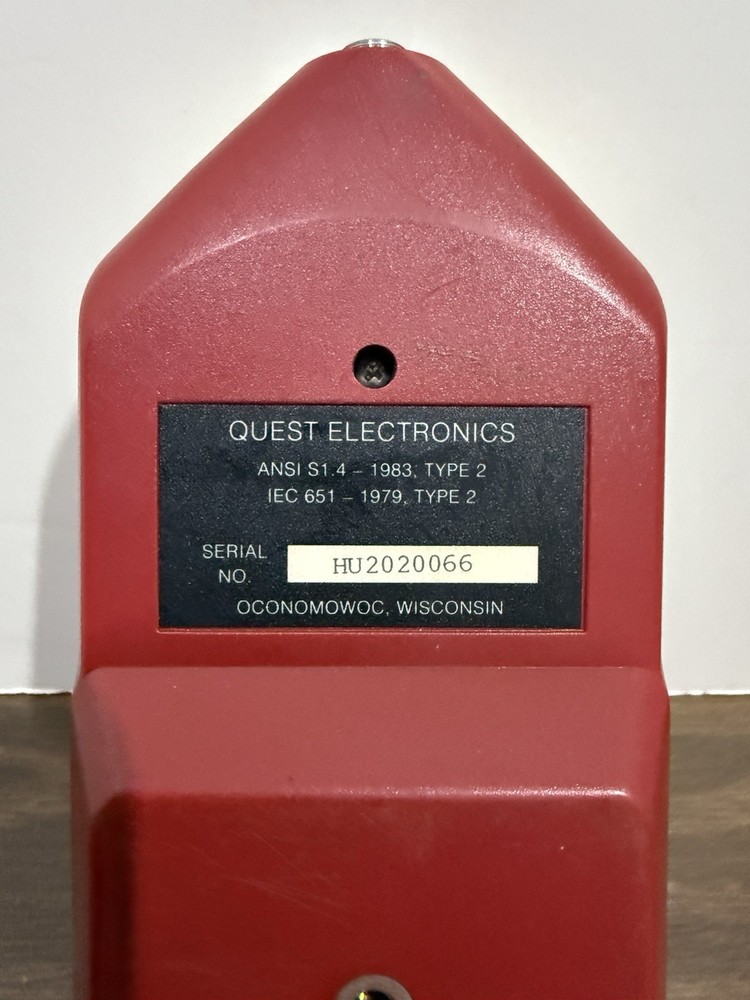 QUEST ELECTRONICS
ANSI S1.4 – 1983, TYPE 2
IEC 651 – 1979, TYPE 2
SERIAL NO. HU2020066
OCONOMOWOC, WISCONSIN